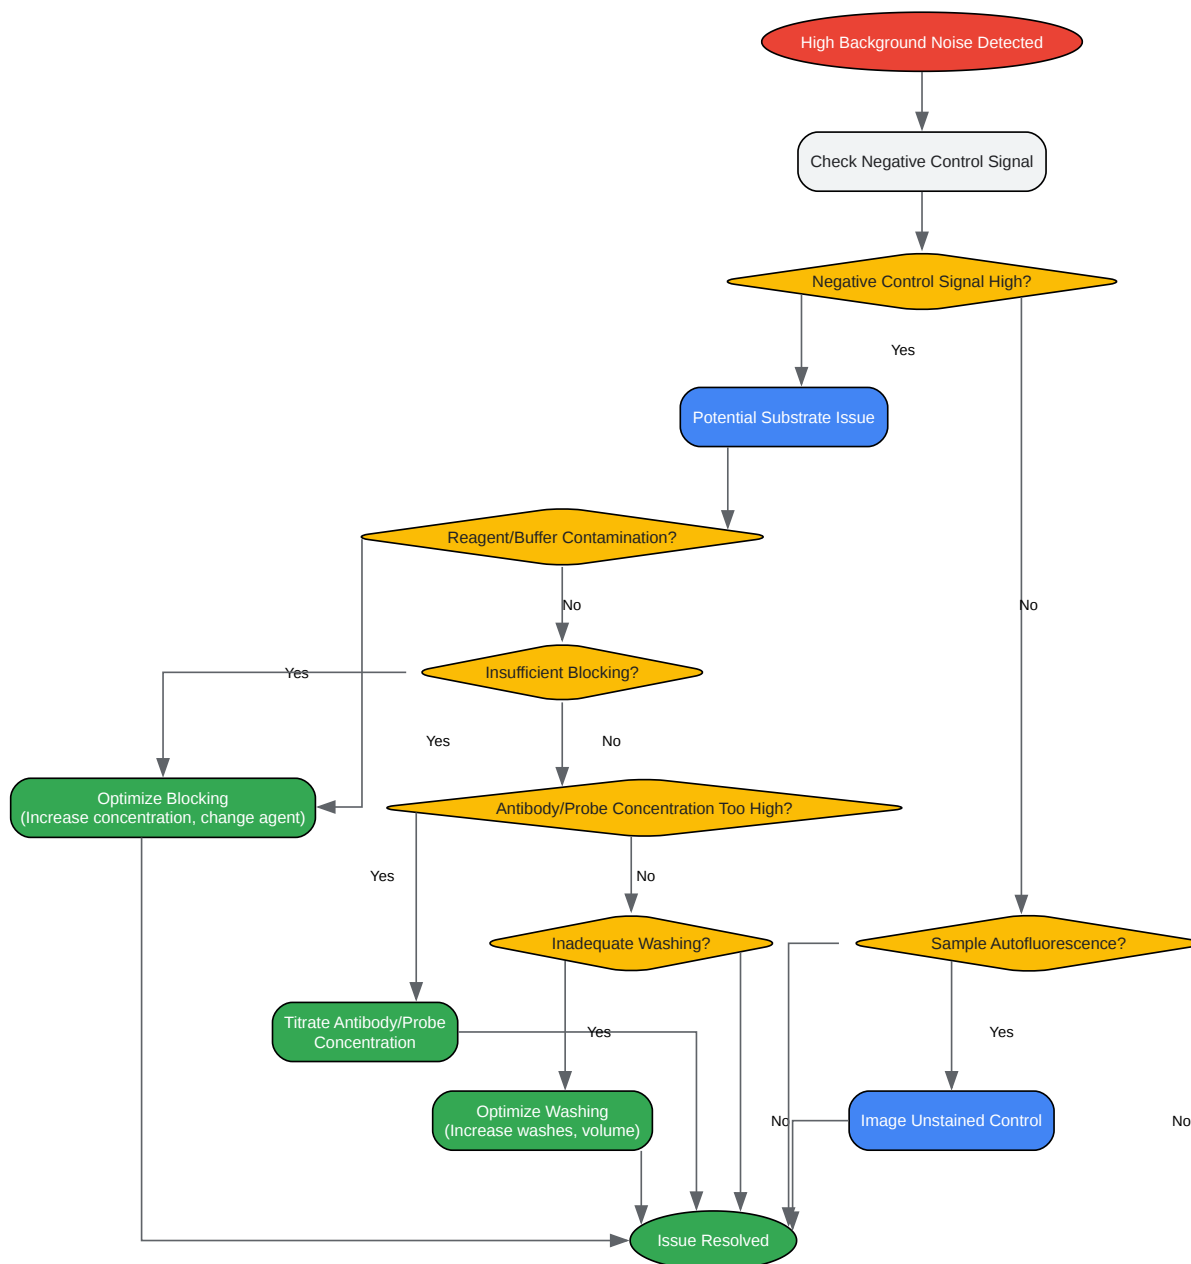 High Background Noise Detected
Check Negative Control Signal
Negative Control Signal High?
Yes
Potential Substrate Issue
Reagent/Buffer Contamination?
No
No
Insufficient Blocking?
Yes
Yes
No
Optimize Blocking
(Increase concentration, change agent)
Antibody/Probe Concentration Too High?
Yes
No
Inadequate Washing?
Sample Autofluorescence?
Titrate Antibody/Probe
Concentration
Yes
Yes
Optimize Washing
(Increase washes, volume)
No
Image Unstained Control
No
Issue Resolved